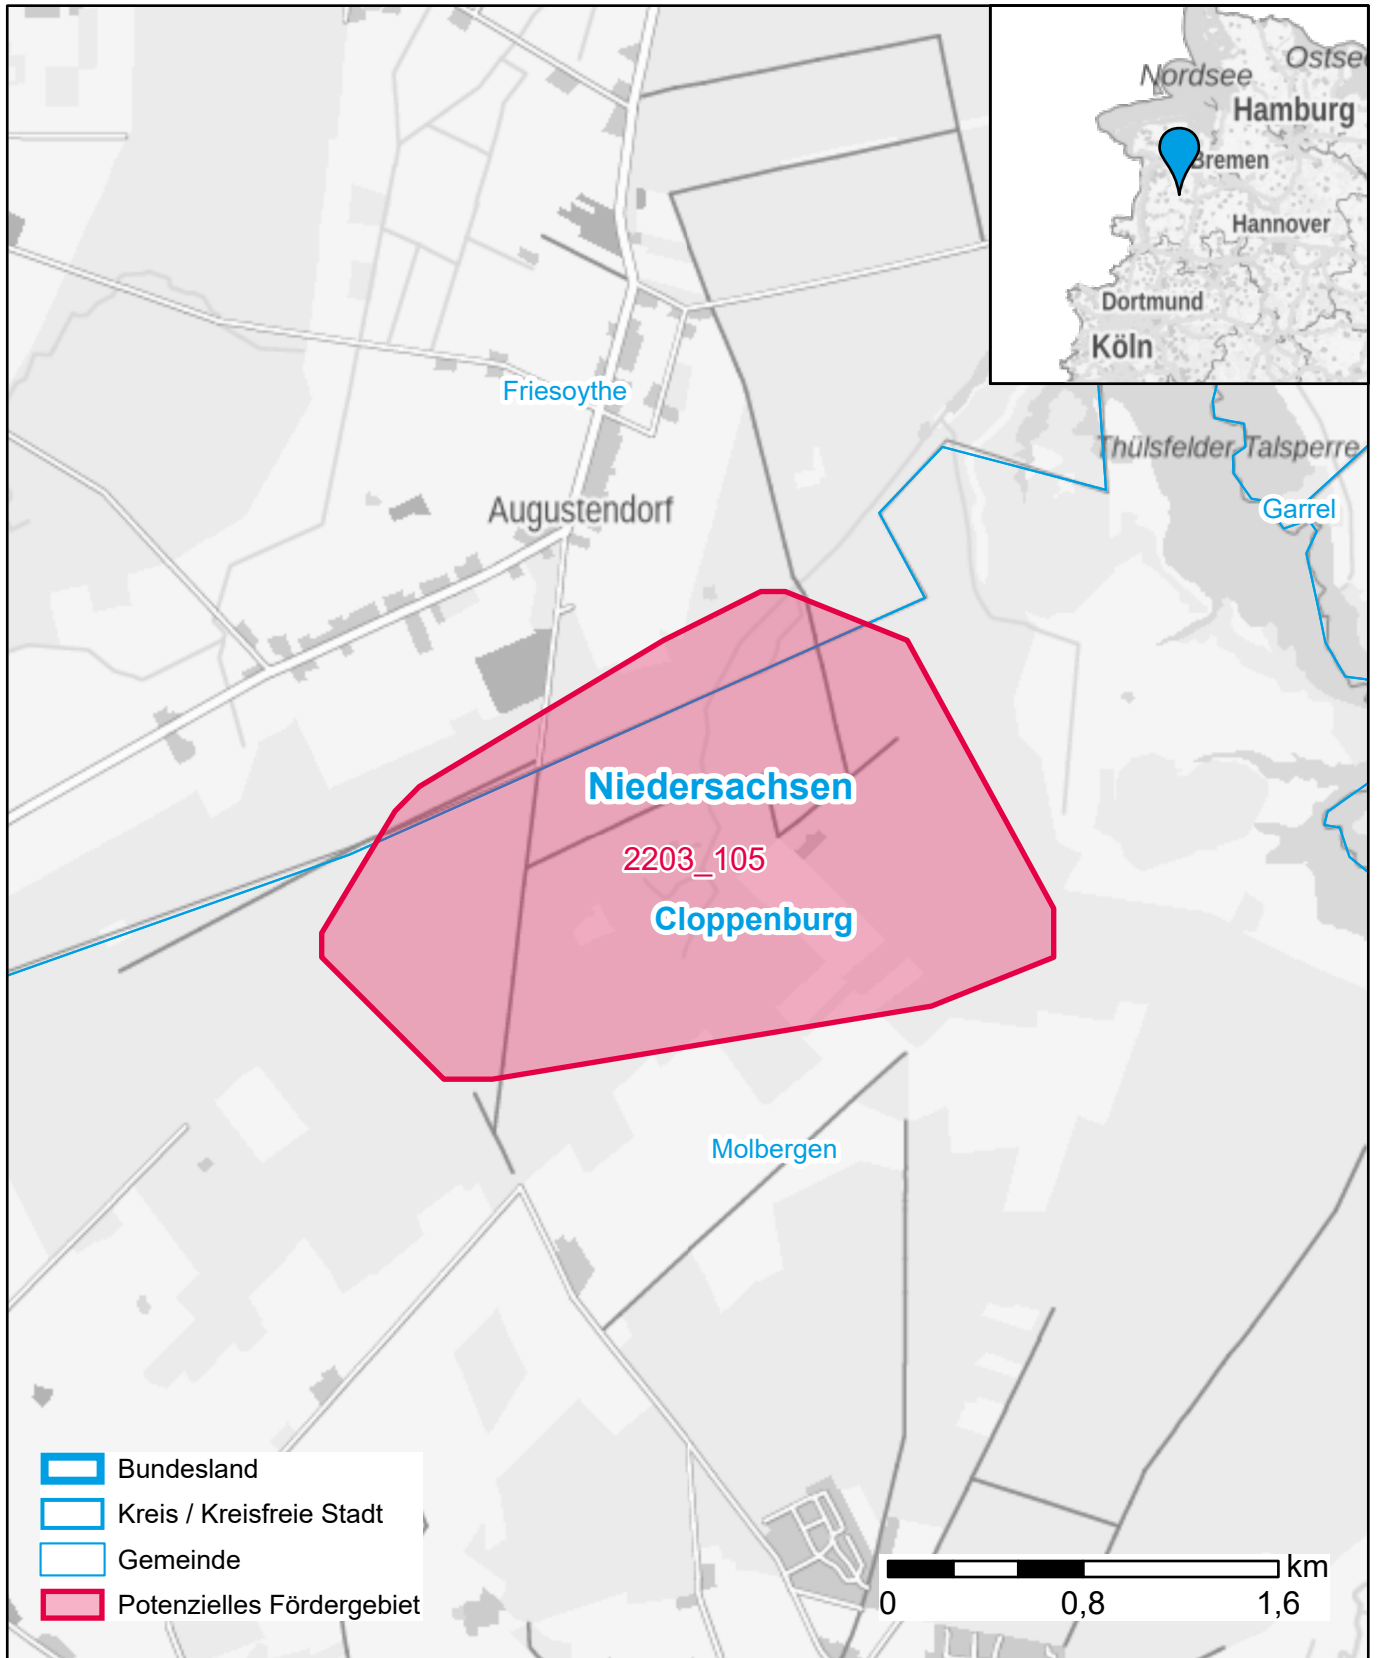 Nordsee
Ostsee
Hamburg
Bremen
Hannover
Dortmund
Köln
Friesoythe
Thülsfelder Talsperre
Augustendorf
Garrel
Niedersachsen
2203_105
Cloppenburg
Molbergen
Bundesland
Kreis / Kreisfreie Stadt
Gemeinde
Potenzielles Fördergebiet
km
0 0,8 1,6